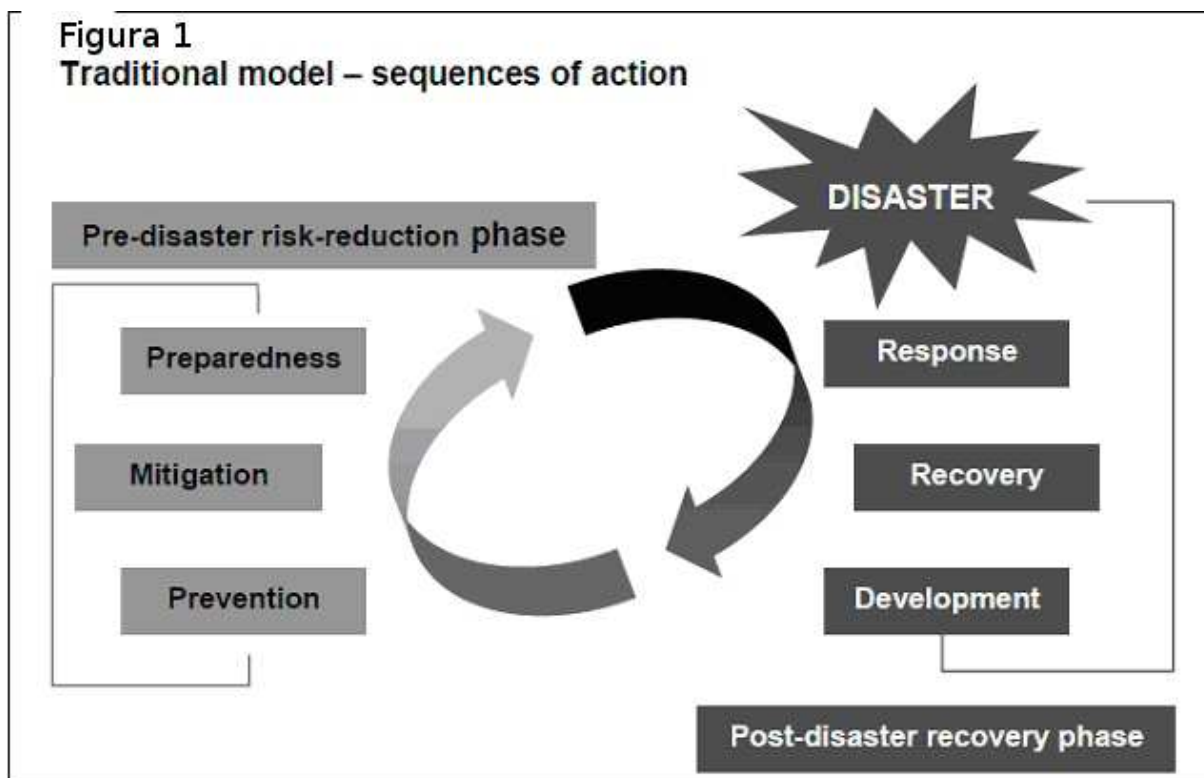 Figura 1
Traditional model – sequences of action
DISASTER
Pre-disaster risk-reduction phase
Preparedness
Mitigation
Prevention
Response
Recovery
Development
Post-disaster recovery phase